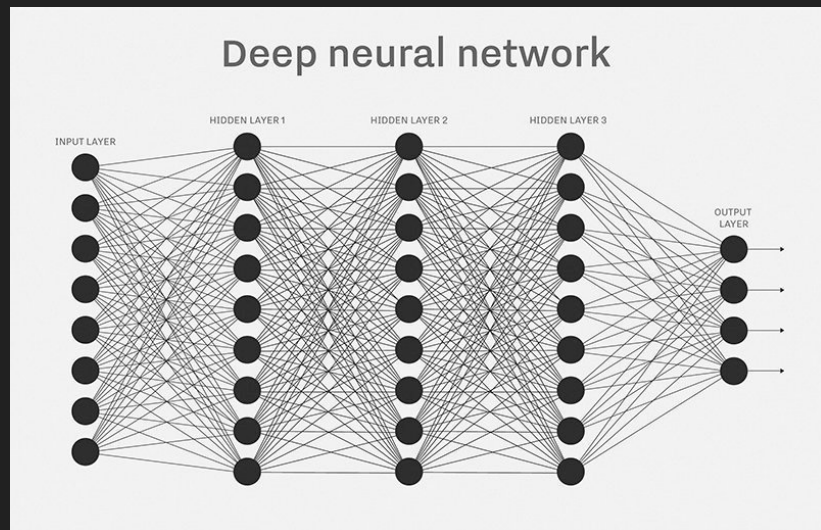 Deep neural network
HIDDEN LAYER 1
HIDDEN LAYER 2
HIDDEN LAYER 3
INPUT LAYER
OUTPUT
LAYER